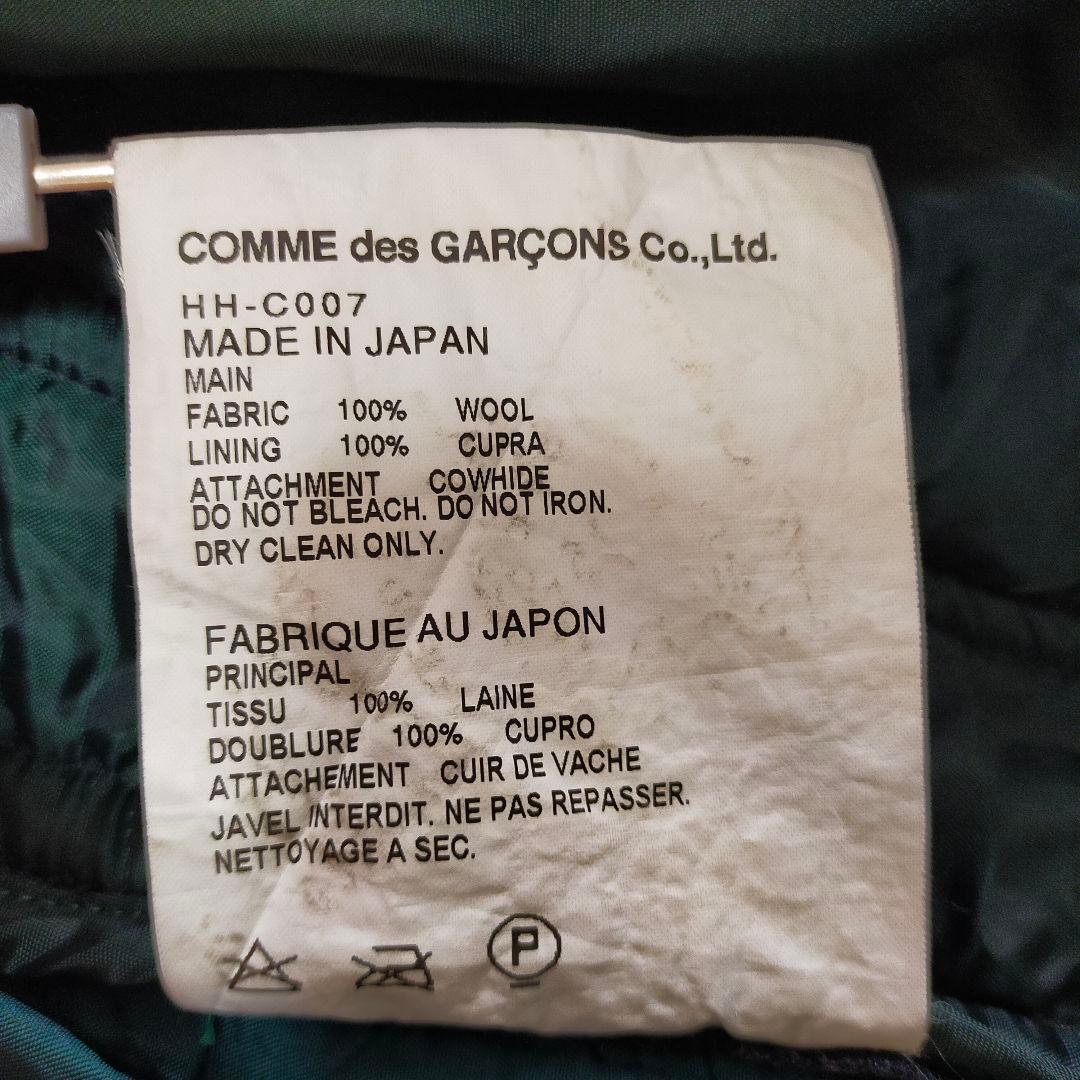 COMME des GARÇONS Co.,Ltd.
HH-C007
MADE IN JAPAN
MAIN
FABRIC 100% WOOL
LINING 100% CUPRA
ATTACHMENT COWHIDE
DO NOT BLEACH. DO NOT IRON.
DRY CLEAN ONLY.
FABRIQUE AU JAPON
PRINCIPAL
TISSU 100% LAINE
DOUBLURE 100% CUPRO
ATTACHEMENT CUIR DE VACHE
JAVEL INTERDIT. NE PAS REPASSER.
NETTOYAGE A SEC.
P